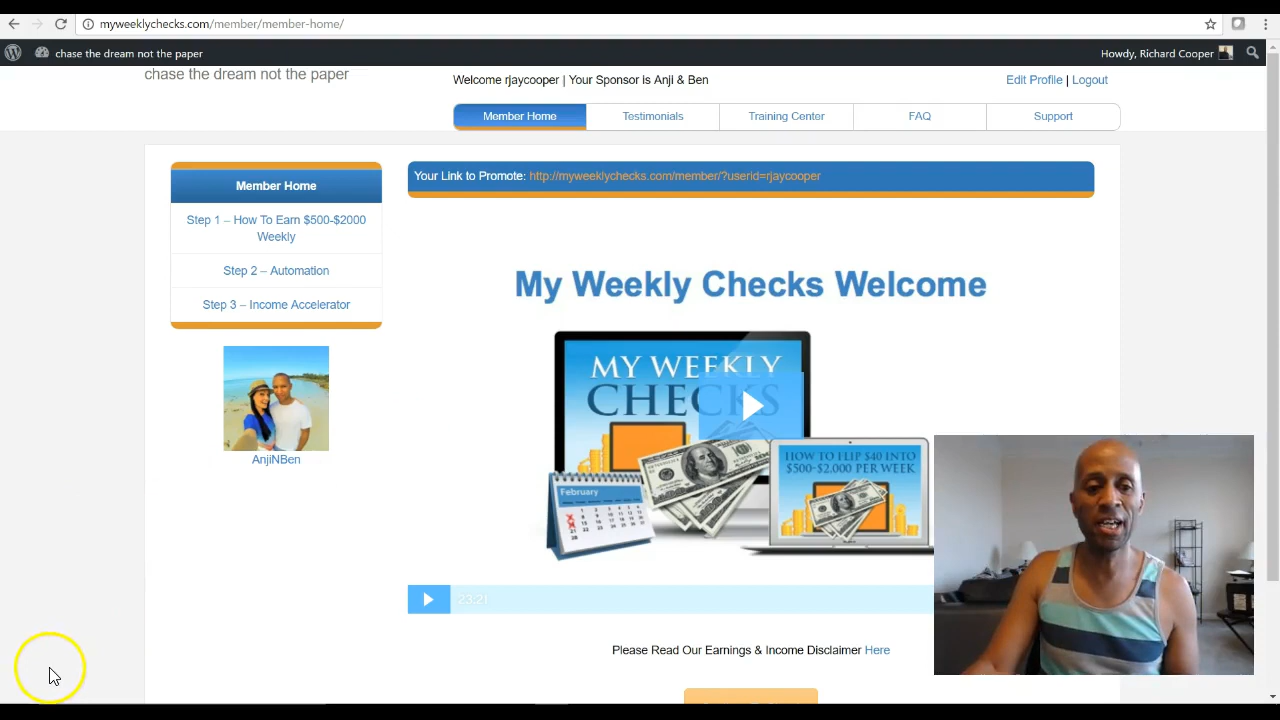 myweeklychecks.com/member/member-home/
chase the dream not the paper
Howdy, Richard Cooper
chase the dream not the paper
Welcome rjaycooper | Your Sponsor is Anji & Ben
Edit Profile | Logout
Member Home
Testimonials
Training Center
FAQ
Support
Member Home
Step 1 – How To Earn $500-$2000
Weekly
Step 2 – Automation
Step 3 – Income Accelerator
AnjiNBen
Your Link to Promote: http://myweeklychecks.com/member/?userid=rjaycooper
My Weekly Checks Welcome
MY WEEKLY
CHECKS
February
HOW TO FLIP $40 INTO
$500-$2,000 PER WEEK
23:21
Please Read Our Earnings & Income Disclaimer Here